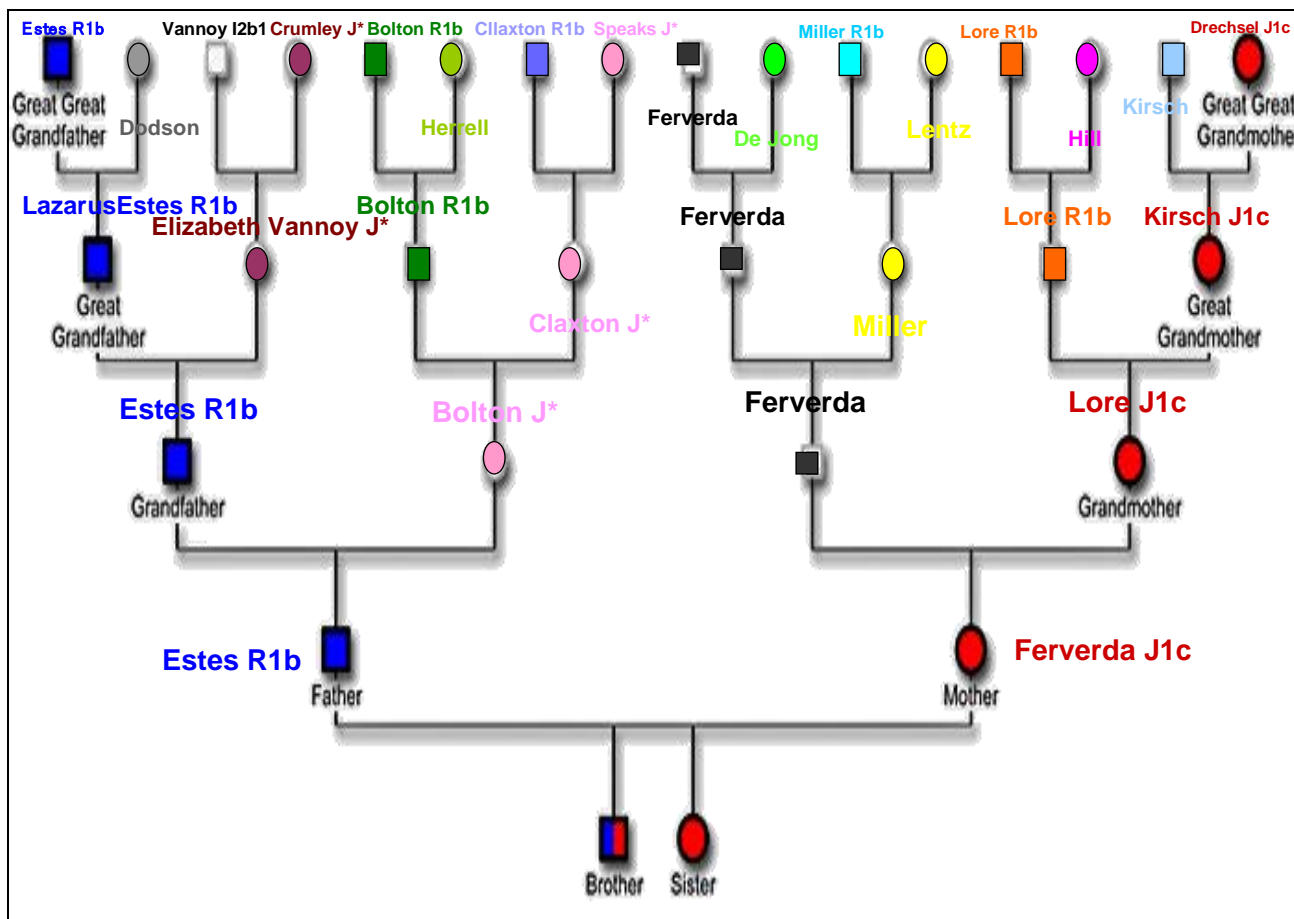 Estes R1b
Vannoy I2b1
Crumley J*
Bolton R1b
Cllaxton R1b
Speaks J*
Miller R1b
Lore R1b
Drechsel J1c
Great Great
Grandfather
Dodson
Herrell
Ferverda
De Jong
Lentz
Hill
Kirsch
Great Great
Grandmother
LazarusEstes R1b
Elizabeth Vannoy J*
Bolton R1b
Ferverda
Lore R1b
Kirsch J1c
Great
Grandfather
Claxton J*
Miller
Great
Grandmother
Estes R1b
Bolton J*
Ferverda
Lore J1c
Grandfather
Grandmother
Estes R1b
Ferverda J1c
Father
Mother
Brother
Sister